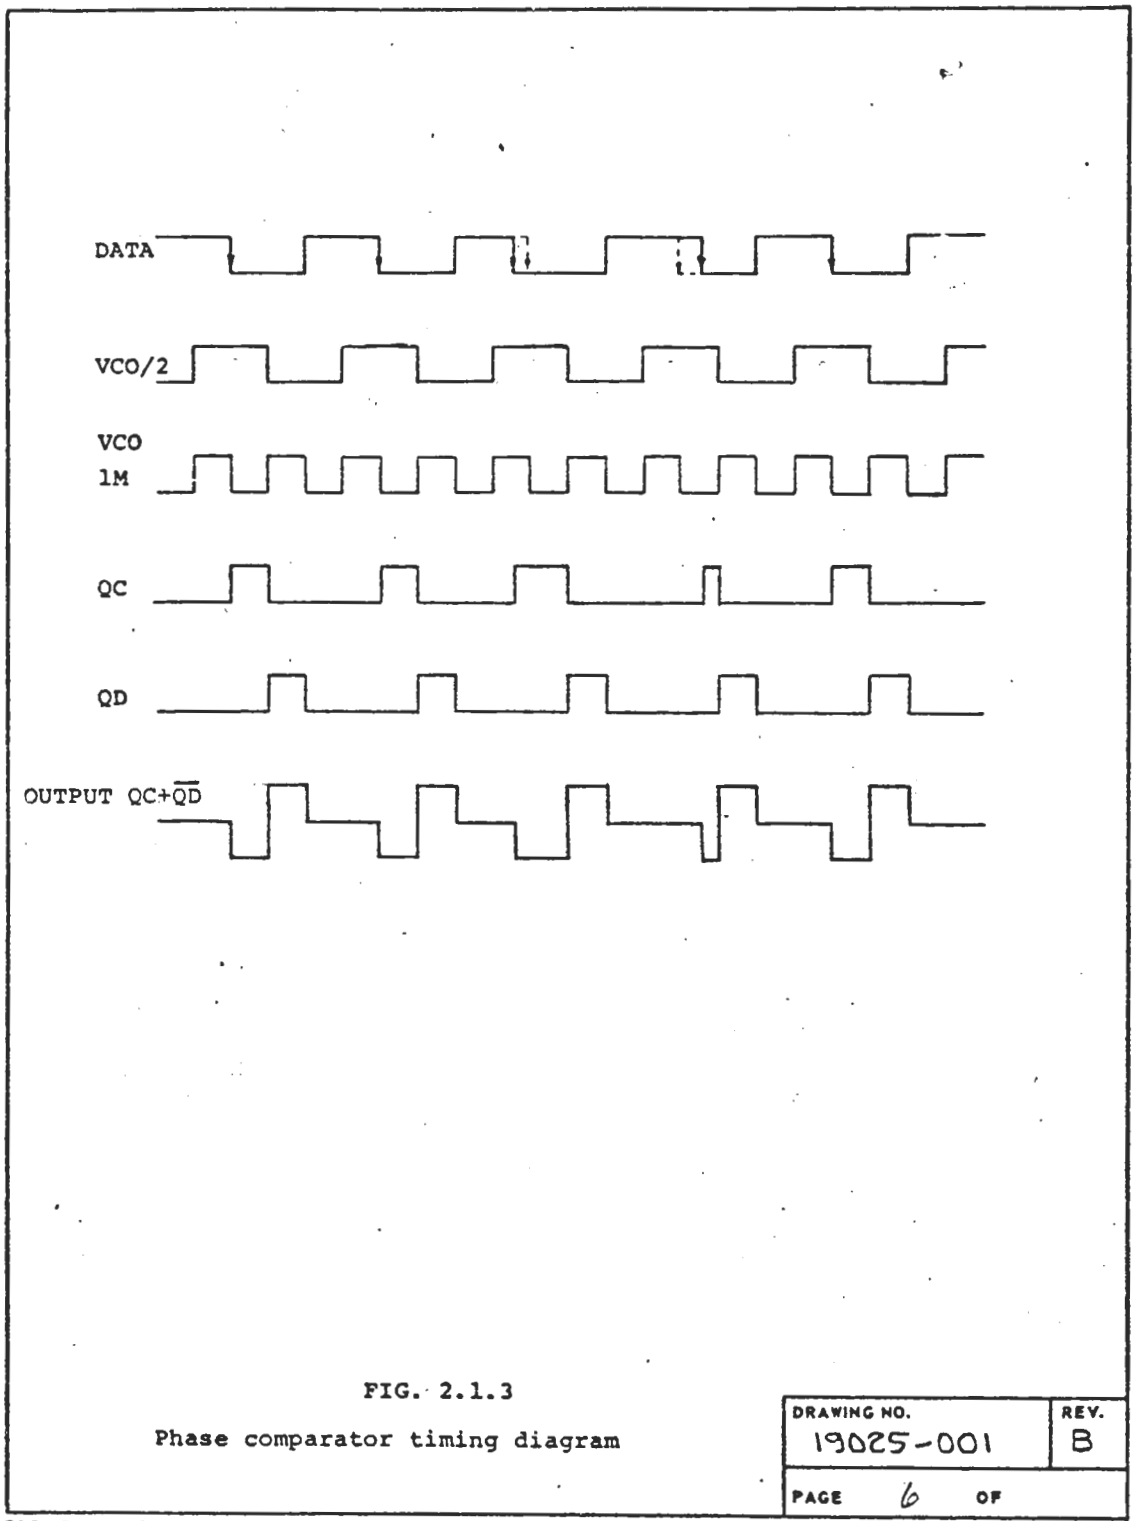 DATA
VCO/2
VCO
1M
QC
QD
OUTPUT QC+Q̅D̅
FIG. 2.1.3
Phase comparator timing diagram
DRAWING NO.
19025-001
REV.
B
PAGE 6 OF